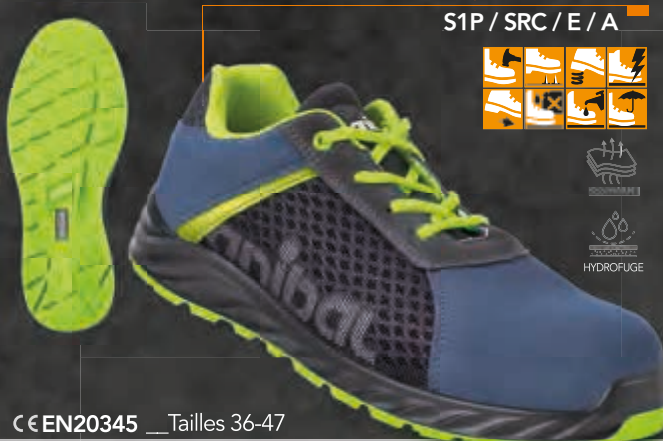 S1P / SRC / E / A
HYDROFUGE
anibal
CE EN20345 __Tailles 36-47